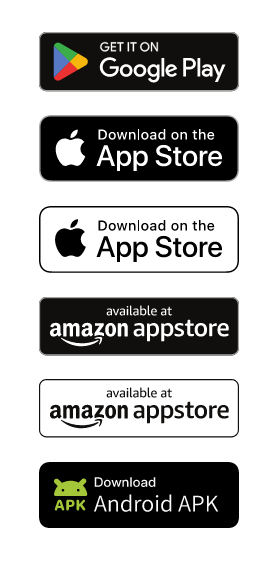 GET IT ON
Google Play
Download on the
App Store
Download on the
App Store
available at
amazon appstore
available at
amazon appstore
Download
APK
Android APK